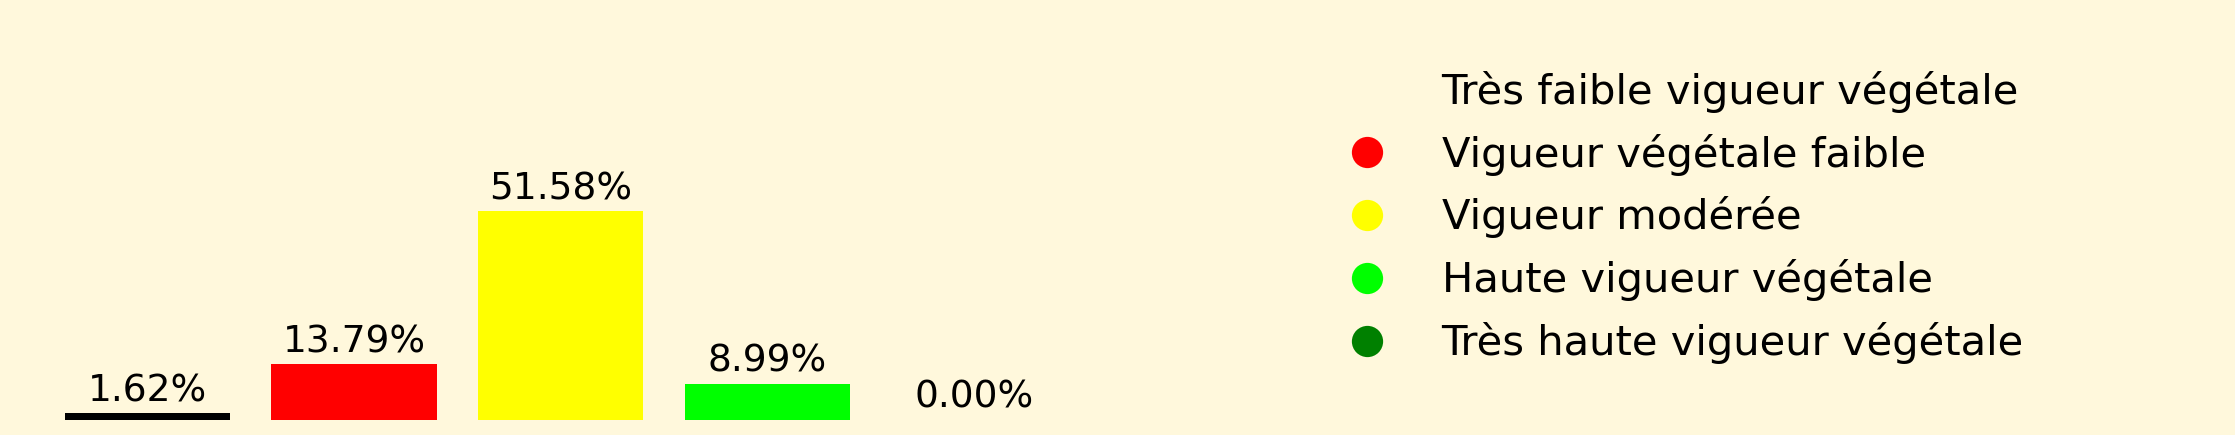 1.62%
13.79%
51.58%
8.99%
0.00%
Très faible vigueur végétale
Vigueur végétale faible
Vigueur modérée
Haute vigueur végétale
Très haute vigueur végétale